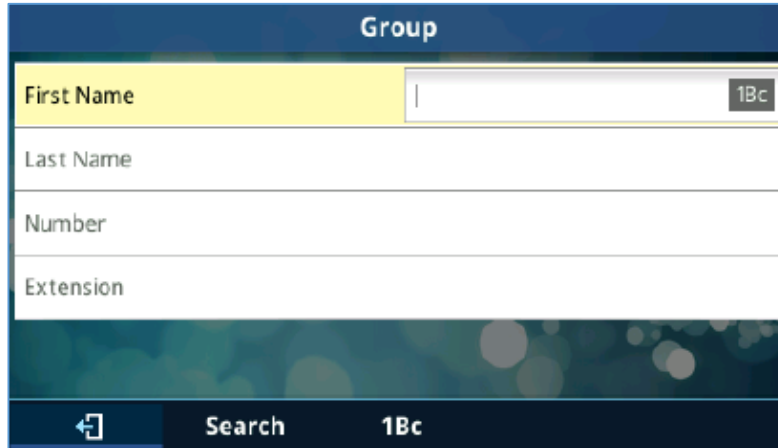 Group
First Name 1Bc
Last Name
Number
Extension
Search 1Bc